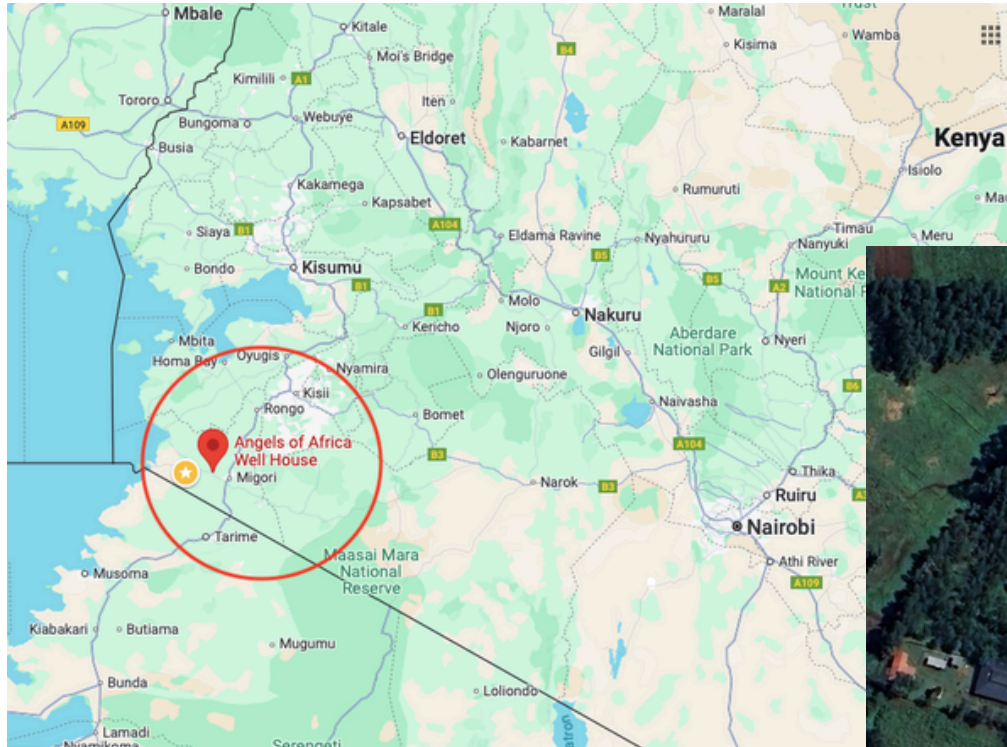 Mbale
Kitale
Maralal
Trust
Wamba
B4
Kisima
Moi's Bridge
Kimilili
A1
Iten
Tororo
Webuye
A109
Bungoma
Eldoret
Kabarnet
Kenya
Busia
Isiolo
Kakamega
Rumuruti
Kapsabet
Siaya
B1
A104
Eldama Ravine
Nyahururu
Timau
Nanyuki
Meru
B5
Bondo
Kisumu
B1
B5
A2
Mount Ke
National P
Molo
B1
Kericho
Njoro
Nakuru
Aberdare
National Park
Nyeri
Mbita
Homa Bay
Oyugis
Nyamira
Gilgil
Olenguruone
B6
Kisii
Rongo
Naivasha
Bomet
Angels of Africa
Well House
A104
B3
Migori
Narok
B3
Thika
Ruiru
Nairobi
Tarime
Maasai Mara
National
Reserve
Athi River
Musoma
A109
Kiabakari
Butiama
Mugumu
Bunda
Loliondo
Lamadi
Nyamikoma
Serengeti
atron